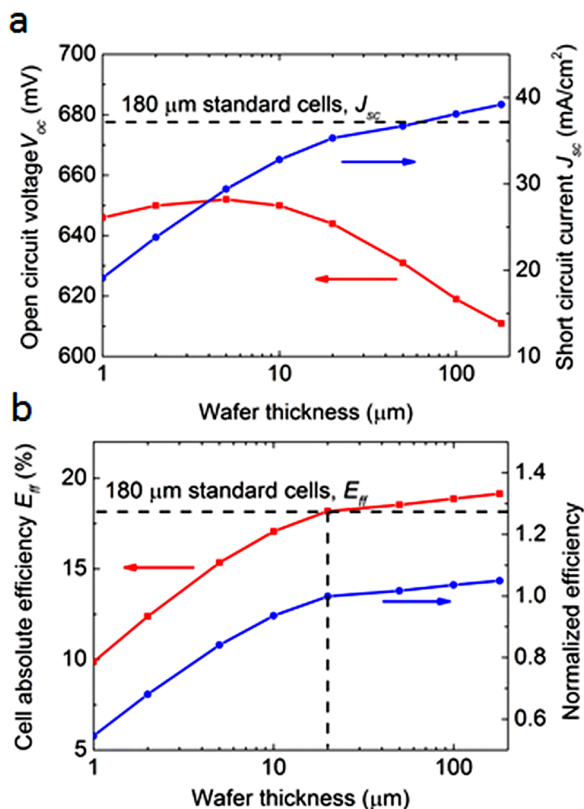 a
700
680
660
640
620
600
Open circuit voltage V_oc (mV)
180 μm standard cells, J_sc
40
30
20
10
Short circuit current J_sc (mA/cm²)
1
10
100
Wafer thickness (μm)
b
20
15
10
5
Cell absolute efficiency E_ff (%)
180 μm standard cells, E_ff
1.4
1.2
1.0
0.8
0.6
Normalized efficiency
1
10
100
Wafer thickness (μm)